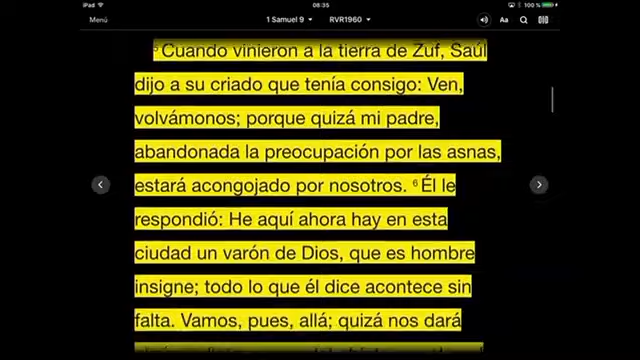 iPad
08:35
100 %
Menú
1 Samuel 9
RVR1960
Aa
5 Cuando vinieron a la tierra de Zuf, Saúl
dijo a su criado que tenía consigo: Ven,
volvámonos; porque quizá mi padre,
abandonada la preocupación por las asnas,
estará acongojado por nosotros. 6 Él le
respondió: He aquí ahora hay en esta
ciudad un varón de Dios, que es hombre
insigne; todo lo que él dice acontece sin
falta. Vamos, pues, allá; quizá nos dará